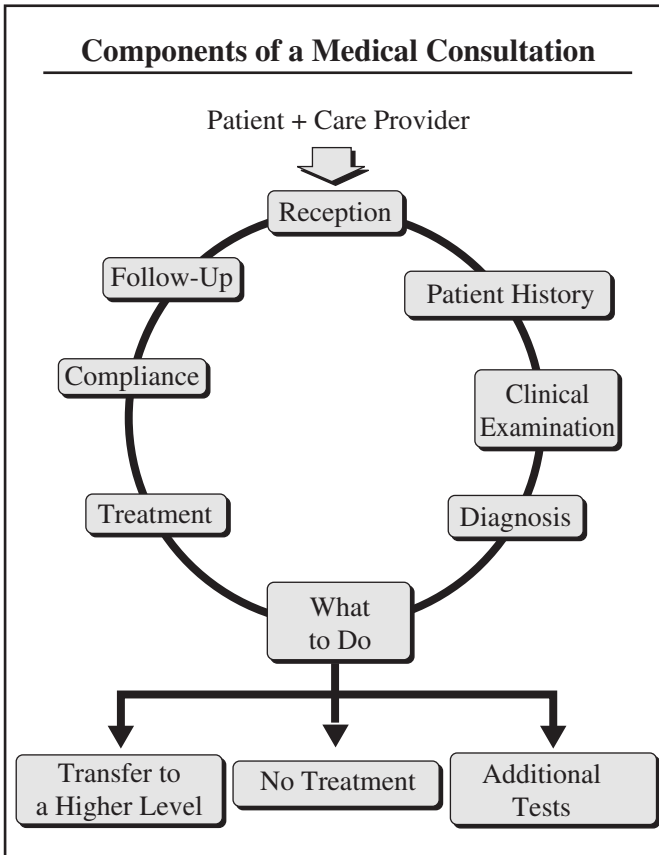 Components of a Medical Consultation
Patient + Care Provider
Reception
Follow-Up
Patient History
Compliance
Clinical
Examination
Treatment
Diagnosis
What
to Do
Transfer to
a Higher Level
No Treatment
Additional
Tests